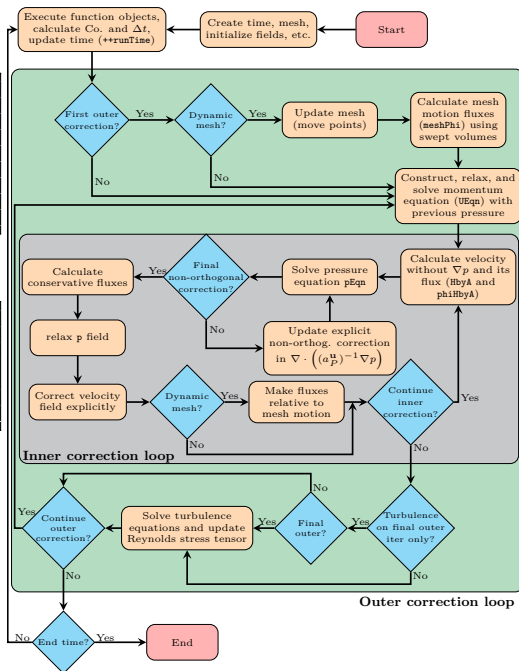 Execute function objects,
calculate Co. and Δt,
update time (++runTime)
Create time, mesh,
initialize fields, etc.
Start
First outer
correction?
Yes
Dynamic
mesh?
Yes
Update mesh
(move points)
Calculate mesh
motion fluxes
(meshPhi) using
swept volumes
No
No
Construct, relax, and
solve momentum
equation (UEqn) with
previous pressure
Calculate
conservative fluxes
Yes
Final
non-orthogonal
correction?
Solve pressure
equation pEqn
Calculate velocity
without ∇p and its
flux (HbyA and
phiHbyA)
No
Update explicit
non-orthog. correction
in ∇ · ((a_P^u)^{-1}∇p)
relax p field
Correct velocity
field explicitly
Dynamic
mesh?
Yes
Make fluxes
relative to
mesh motion
Continue
inner
correction?
Yes
No
Inner correction loop
No
No
Yes
Continue
outer
correction?
Solve turbulence
equations and update
Reynolds stress tensor
Yes
Final
outer?
Yes
Turbulence
on final outer
iter only?
No
No
Outer correction loop
No
End time?
Yes
End